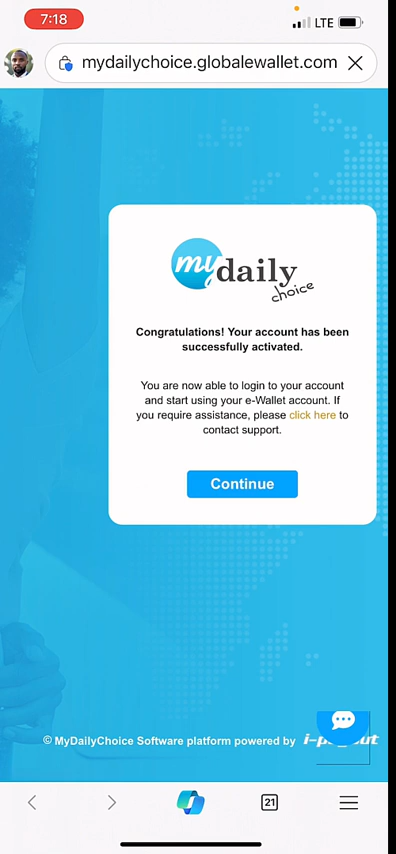 7:18
LTE
mydailychoice.globalewallet.com
my daily
choice
Congratulations! Your account has been
successfully activated.
You are now able to login to your account
and start using your e-Wallet account. If
you require assistance, please click here to
contact support.
Continue
© MyDailyChoice Software platform powered by
21